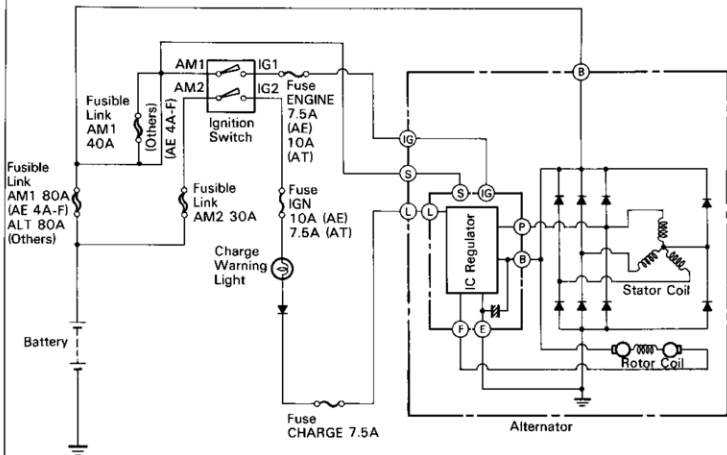 B
AM1
IG1
AM2
IG2
Fuse
ENGINE
7.5A
(AE)
10A
(AT)
Ignition
Switch
Fusible
Link
AM1
40A
(Others)
(AE 4A-F)
Fusible
Link
AM1 80A
(AE 4A-F)
ALT 80A
(Others)
Fusible
Link
AM2 30A
Fuse
IGN
10A (AE)
7.5A (AT)
Charge
Warning
Light
Battery
Fuse
CHARGE 7.5A
IG
S
L
S
IG
L
P
B
F
E
IC Regulator
Stator Coil
Rotor Coil
Alternator